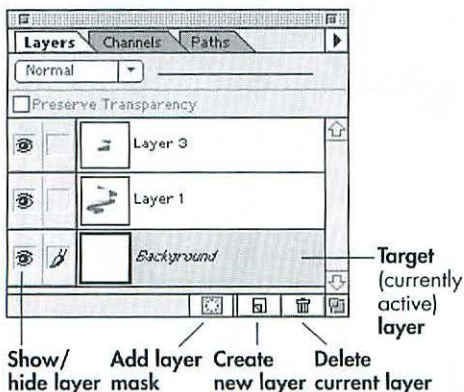 Layers Channels Paths
Normal
Preserve Transparency
Layer 3
Layer 1
Background
Target
(currently
active)
layer
Show/
hide layer
Add layer
mask
Create
new layer
Delete
current layer